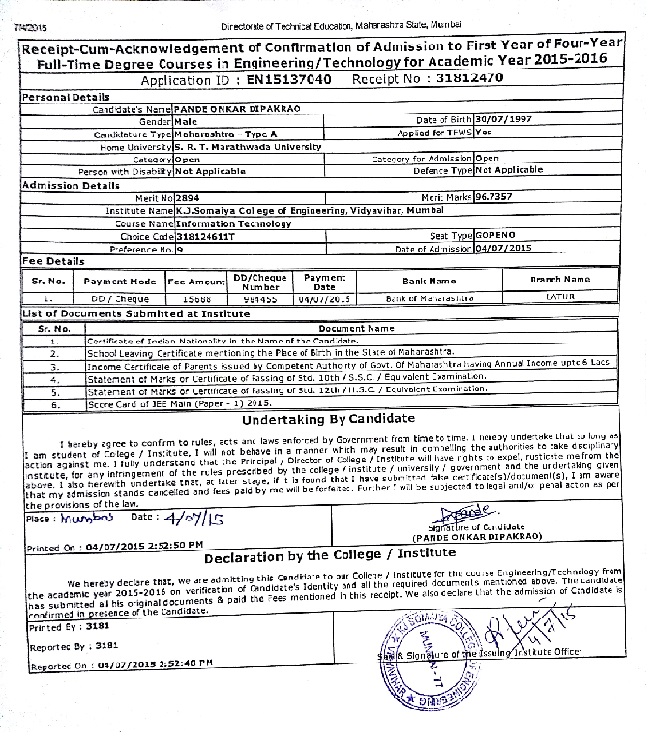 7/4/2015 Directorate of Technical Education, Maharashtra State, Mumbai
Receipt-Cum-Acknowledgement of Confirmation of Admission to First Year of Four-Year
Full-Time Degree Courses in Engineering/Technology for Academic Year 2015-2016
Application ID : EN15137040 Receipt No : 31812470
Personal Details
Candidate's Name PANDE ONKAR DIPAKRAO
Gender Male Date of Birth 30/07/1997
Candidature Type Maharashtra - Type A Applied for TFWS Yes
Home University S. R. T. Marathwada University
Category Open Category for Admission Open
Person with Disability Not Applicable Defence Type Not Applicable
Admission Details
Merit No 2894 Merit Marks 96.7357
Institute Name K.J.Somaiya College of Engineering, Vidyavihar, Mumbai
Course Name Information Technology
Choice Code 318124611T Seat Type GOPENO
Preference No. 9 Date of Admission 04/07/2015
Fee Details
Sr. No. Payment Mode Fee Amount DD/Cheque Number Payment Date Bank Name Branch Name
1. DD / Cheque 15688 984455 04/07/2015 Bank of Maharashtra LATUR
List of Documents Submitted at Institute
Sr. No. Document Name
1. Certificate of Indian Nationality in the Name of the Candidate.
2. School Leaving Certificate mentioning the Place of Birth in the State of Maharashtra.
3. Income Certificate of Parents issued by Competent Authority of Govt. Of Maharashtra having Annual Income upto 6 Lacs
4. Statement of Marks or Certificate of Passing of Std. 10th / S.S.C. / Equivalent Examination.
5. Statement of Marks or Certificate of Passing of Std. 12th / H.S.C. / Equivalent Examination.
6. Score Card of JEE Main (Paper - 1) 2015.
Undertaking By Candidate
I hereby agree to confirm to rules, acts and laws enforced by Government from time to time. I hereby undertake that so long as
I am student of College / Institute, I will not behave in a manner which may result in compelling the authorities to take disciplinary
action against me. I fully understand that the Principal / Director of College / Institute will have rights to expel, rusticate me from the
institute, for any infringement of the rules prescribed by the college / institute / university / government and the undertaking given
above. I also herewith undertake that, at later stage, if it is found that I have submitted false certificate(s)/document(s), I am aware
that my admission stands cancelled and fees paid by me will be forfeited. Further I will be subjected to legal and/or penal action as per
the provisions of the law.
Place : Mumbai Date : 4/07/15
Pande
Signature of Candidate
(PANDE ONKAR DIPAKRAO)
Printed On : 04/07/2015 2:52:50 PM
Declaration by the College / Institute
We hereby declare that, we are admitting this Candidate to our College / Institute for the course Engineering/Technology from
the academic year 2015-2016 on verification of Candidate's Identity and all the required documents mentioned above. The Candidate
has submitted all his original documents & paid the Fees mentioned in this receipt. We also declare that the admission of Candidate is
confirmed in presence of the Candidate.
Printed By : 3181
4/7/15
Reported By : 3181
Seal & Signature of the Issuing Institute Officer
Reported On : 04/07/2015 2:52:40 PM
K J SOMAIYA COLLEGE OF ENGINEERING ★ VIDYAVIHAR
MUMBAI-77